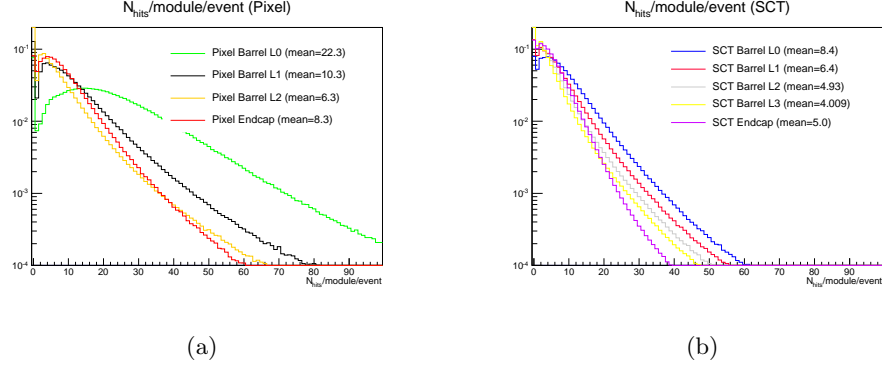 N_hits/module/event (Pixel)
10^-1
10^-2
10^-3
10^-4
Pixel Barrel L0 (mean=22.3)
Pixel Barrel L1 (mean=10.3)
Pixel Barrel L2 (mean=6.3)
Pixel Endcap (mean=8.3)
0 10 20 30 40 50 60 70 80 90
N_hits/module/event
(a)
N_hits/module/event (SCT)
10^-1
10^-2
10^-3
10^-4
SCT Barrel L0 (mean=8.4)
SCT Barrel L1 (mean=6.4)
SCT Barrel L2 (mean=4.93)
SCT Barrel L3 (mean=4.009)
SCT Endcap (mean=5.0)
0 10 20 30 40 50 60 70 80 90
N_hits/module/event
(b)